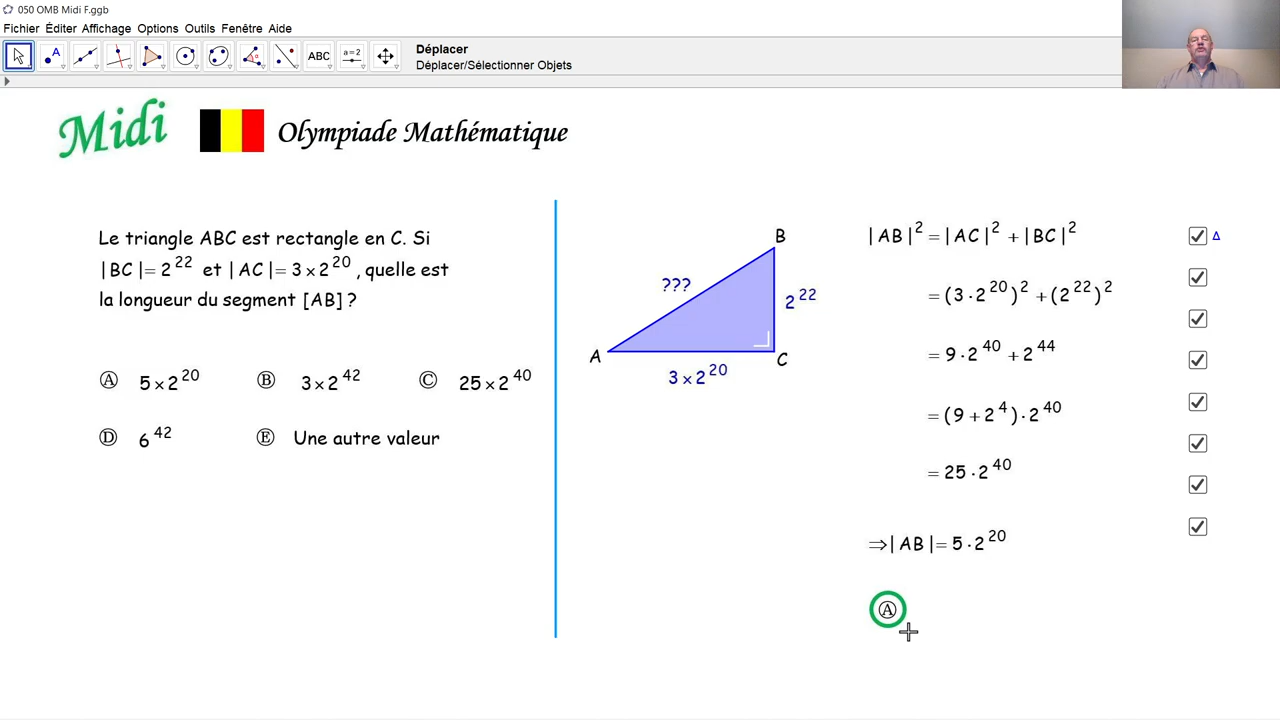 050 OMB Midi F.ggb
Fichier Éditer Affichage Options Outils Fenêtre Aide
A ABC a=2 Déplacer
Déplacer/Sélectionner Objets
Midi Olympiade Mathématique
Le triangle ABC est rectangle en C. Si
|BC|= 2^22 et |AC|= 3×2^20, quelle est
la longueur du segment [AB] ?
Ⓐ 5×2^20 Ⓑ 3×2^42 Ⓒ 25×2^40
Ⓓ 6^42 Ⓔ Une autre valeur
B
???
2^22
A
C
3×2^20
|AB|^2 = |AC|^2 + |BC|^2
= (3·2^20)^2 + (2^22)^2
= 9·2^40 + 2^44
= (9 + 2^4)·2^40
= 25·2^40
⇒|AB|= 5·2^20
Ⓐ
Δ